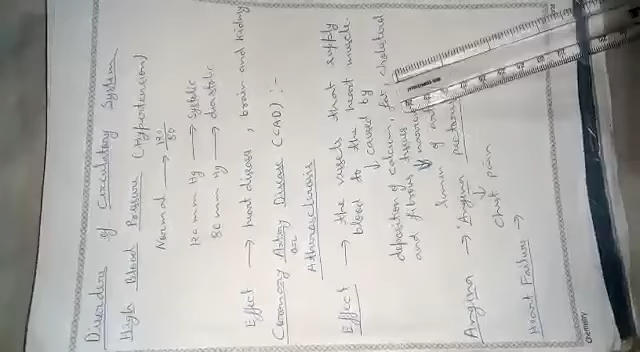 Disorders of Circulatory System
High Blood Pressure (Hypertension)
Normal → 120/80
120 mm Hg → Systolic
80 mm Hg → diastolic
Effect → heart disease, brain and kidney
Coronary Artery Disease (CAD) :-
or
Atherosclerosis
Effect → the vessels that supply
blood to the heart muscle.
↓ caused by
deposition of calcium, fat, cholesterol
and fibrous tissues
↓
lumen of
Angina → "Angina Pectoris
↓
Chest pain
Heart Failure →
Chemistry